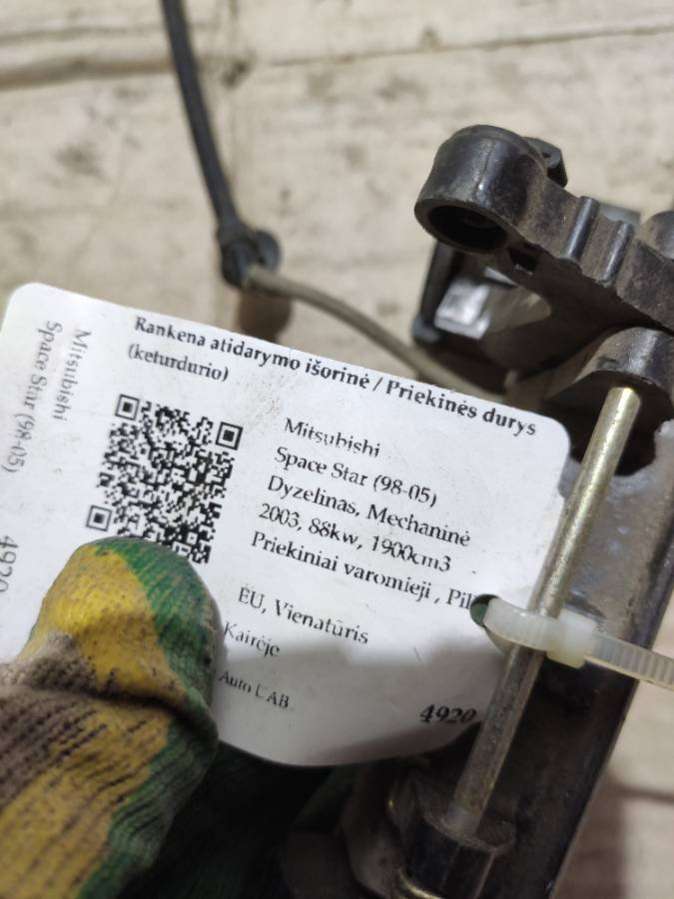 Rankena atidarymo išorinė / Priekinės durys
(keturdurio)
Mitsubishi
Space Star (98-05)
Dyzelinas, Mechaninė
2003, 88kw, 1900cm3
Priekiniai varomieji , Pil
EU, Vienatūris
Kairėje
Auto LAB
4920
Mitsubishi
Space Star (98-05)
4920